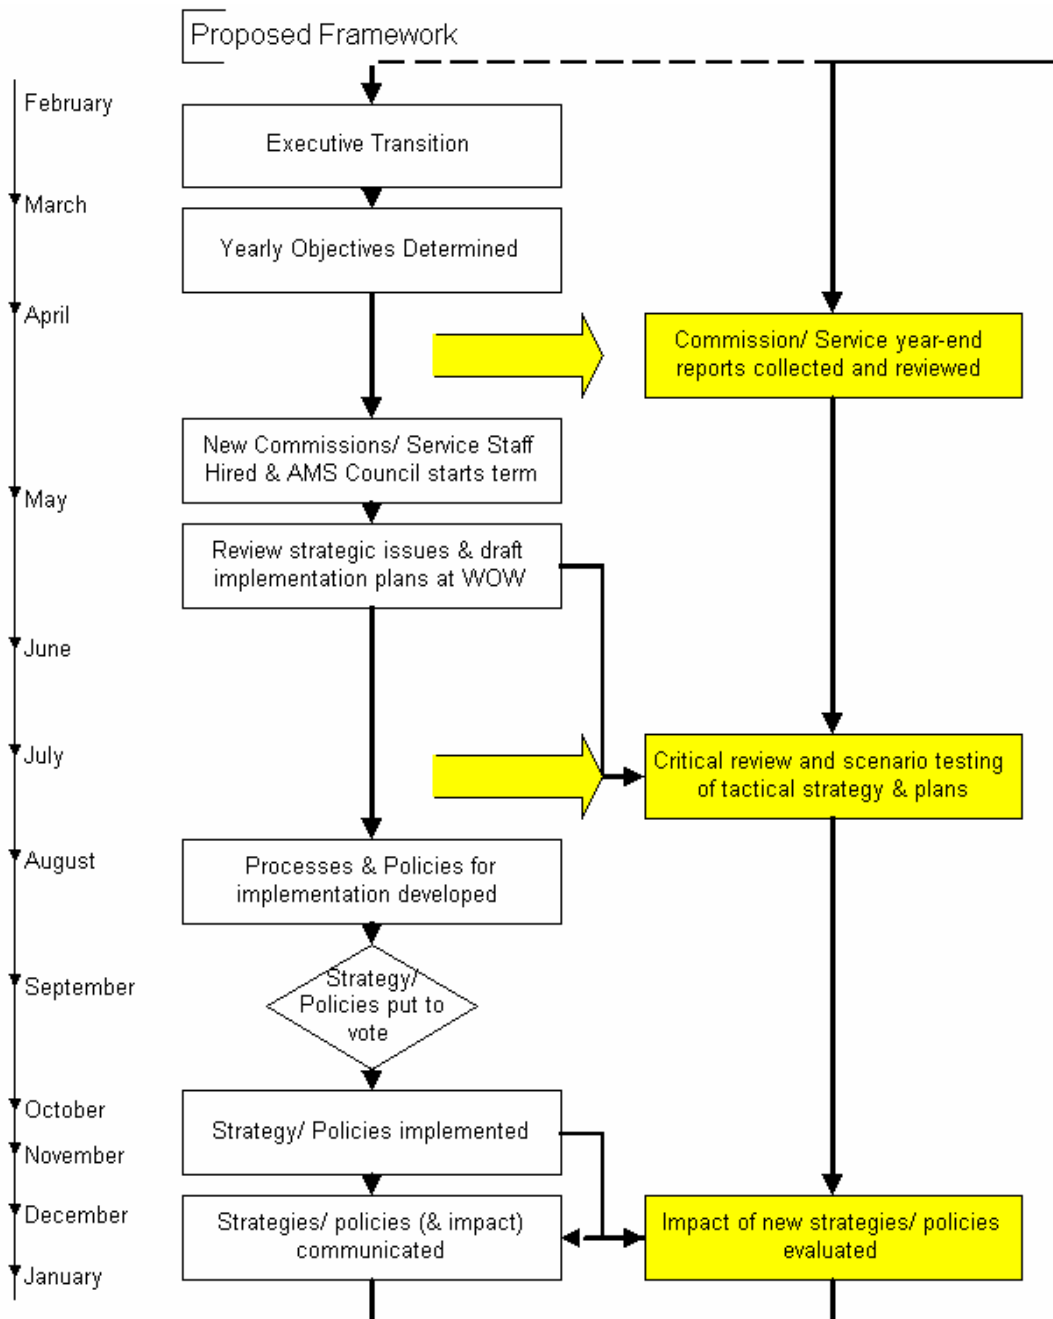 Proposed Framework
February
Executive Transition
March
Yearly Objectives Determined
April
Commission/ Service year-end
reports collected and reviewed
New Commissions/ Service Staff
Hired & AMS Council starts term
May
Review strategic issues & draft
implementation plans at WOW
June
July
Critical review and scenario testing
of tactical strategy & plans
August
Processes & Policies for
implementation developed
September
Strategy/
Policies put to
vote
October
Strategy/ Policies implemented
November
December
Strategies/ policies (& impact)
communicated
Impact of new strategies/ policies
evaluated
January